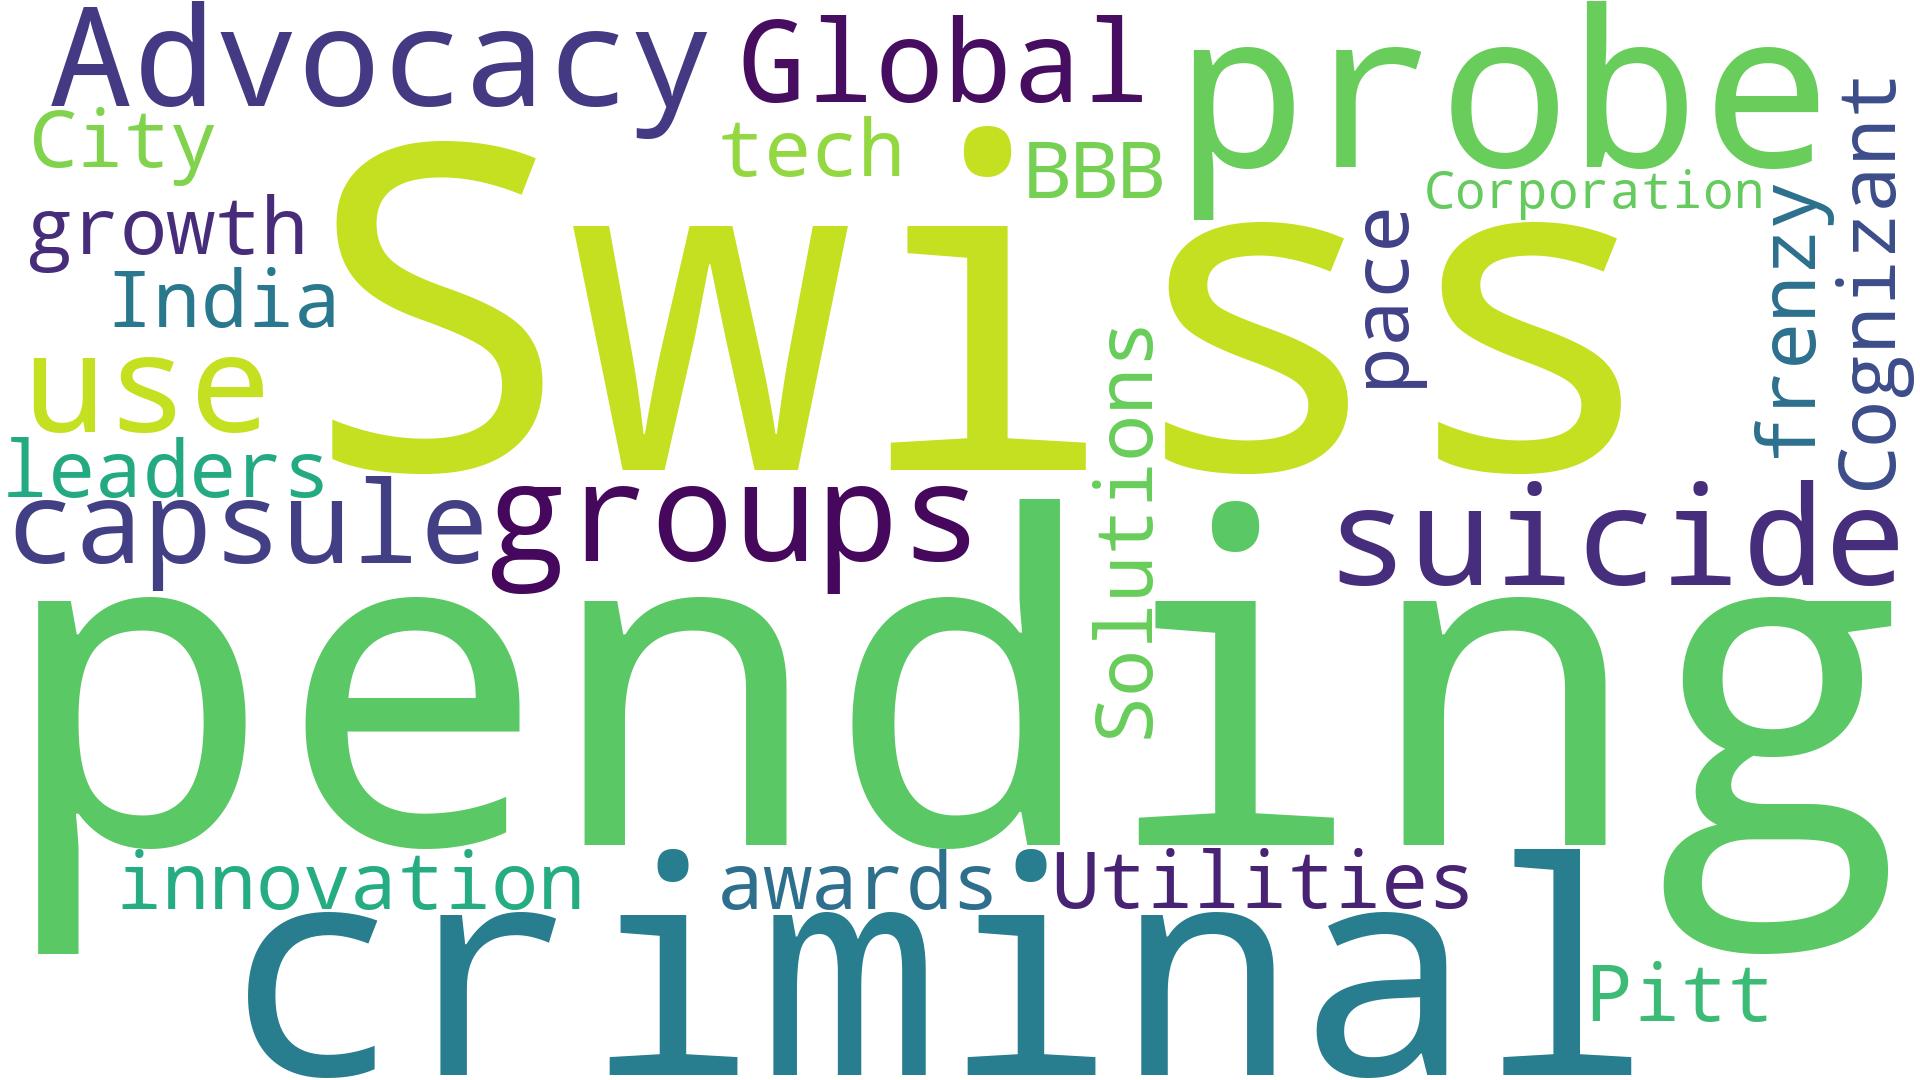 Advocacy
Global
probe
City
tech
BBB
Corporation
Cognizant
growth
Swiss
pace
frenzy
India
use
leaders
Solutions
capsule
groups
suicide
pending
innovation
awards
Utilities
criminal
Pitt